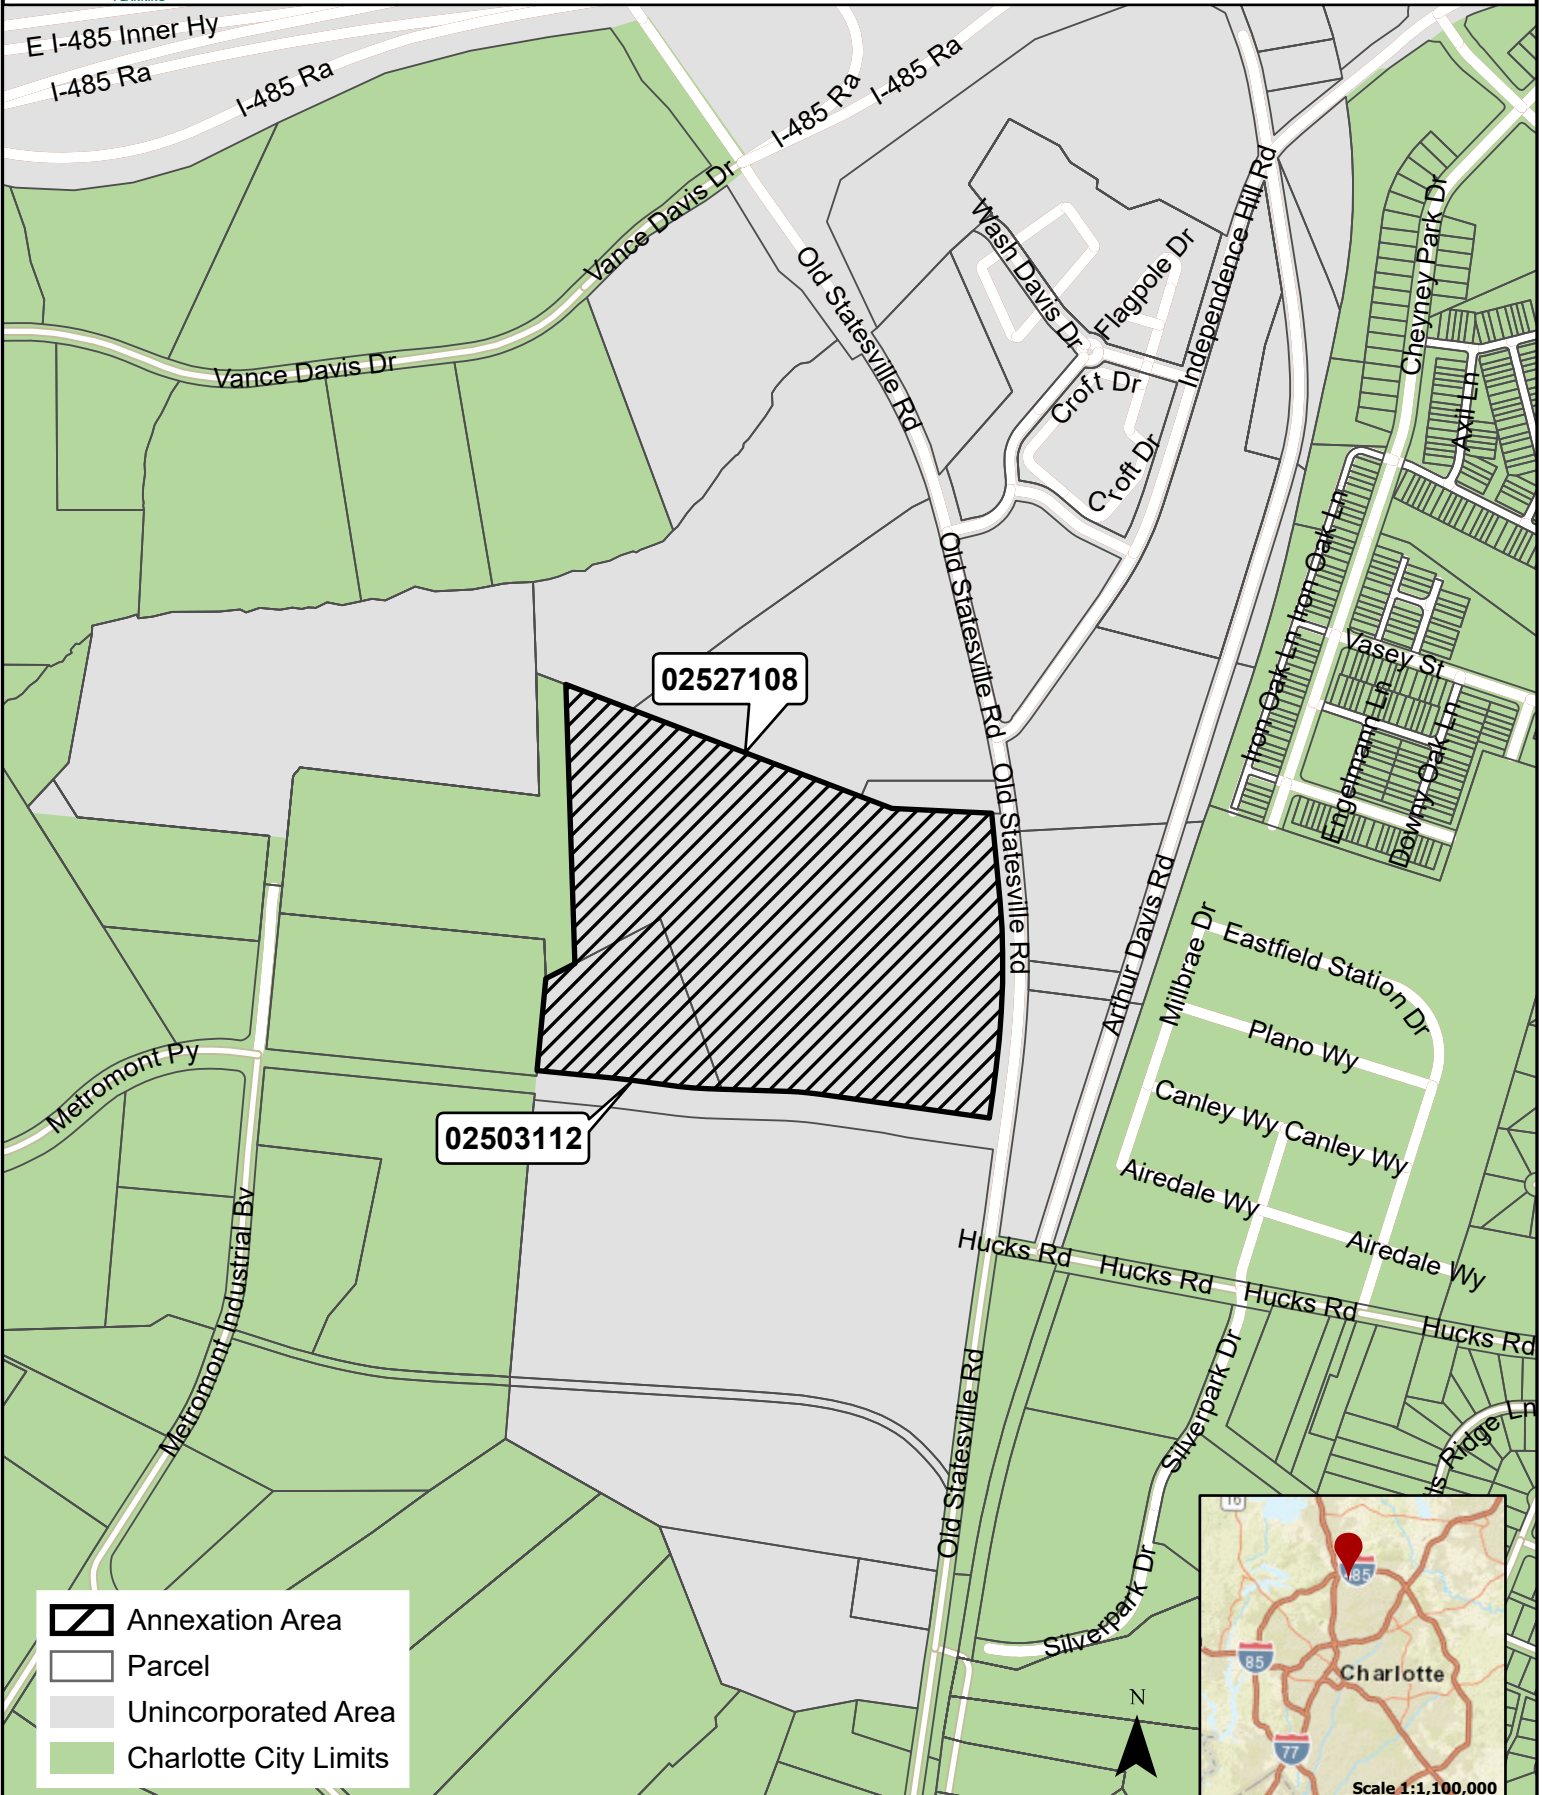 E I-485 Inner Hy
I-485 Ra
I-485 Ra
I-485 Ra
I-485 Ra
Vance Davis Dr
Vance Davis Dr
Old Statesville Rd
Wash Davis Dr
Flagpole Dr
Independence Hill Rd
Cheyney Park Dr
Croft Dr
Croft Dr
Axil Ln
Iron Oak Ln
Iron Oak Ln
Old Statesville Rd
Vasey St
Engelmann Ln
Downy Oak Ln
02527108
Old Statesville Rd
Arthur Davis Rd
Millbrae Dr
Eastfield Station Dr
Plano Wy
Canley Wy
Canley Wy
Airedale Wy
Airedale Wy
Metromont Py
02503112
Metromont Industrial Bv
Hucks Rd
Hucks Rd
Hucks Rd
Hucks Rd
Old Statesville Rd
Silverpark Dr
Silverpark Dr
ls Ridge Ln
Annexation Area
Parcel
Unincorporated Area
Charlotte City Limits
N
16
485
85
Charlotte
77
Scale 1:1,100,000